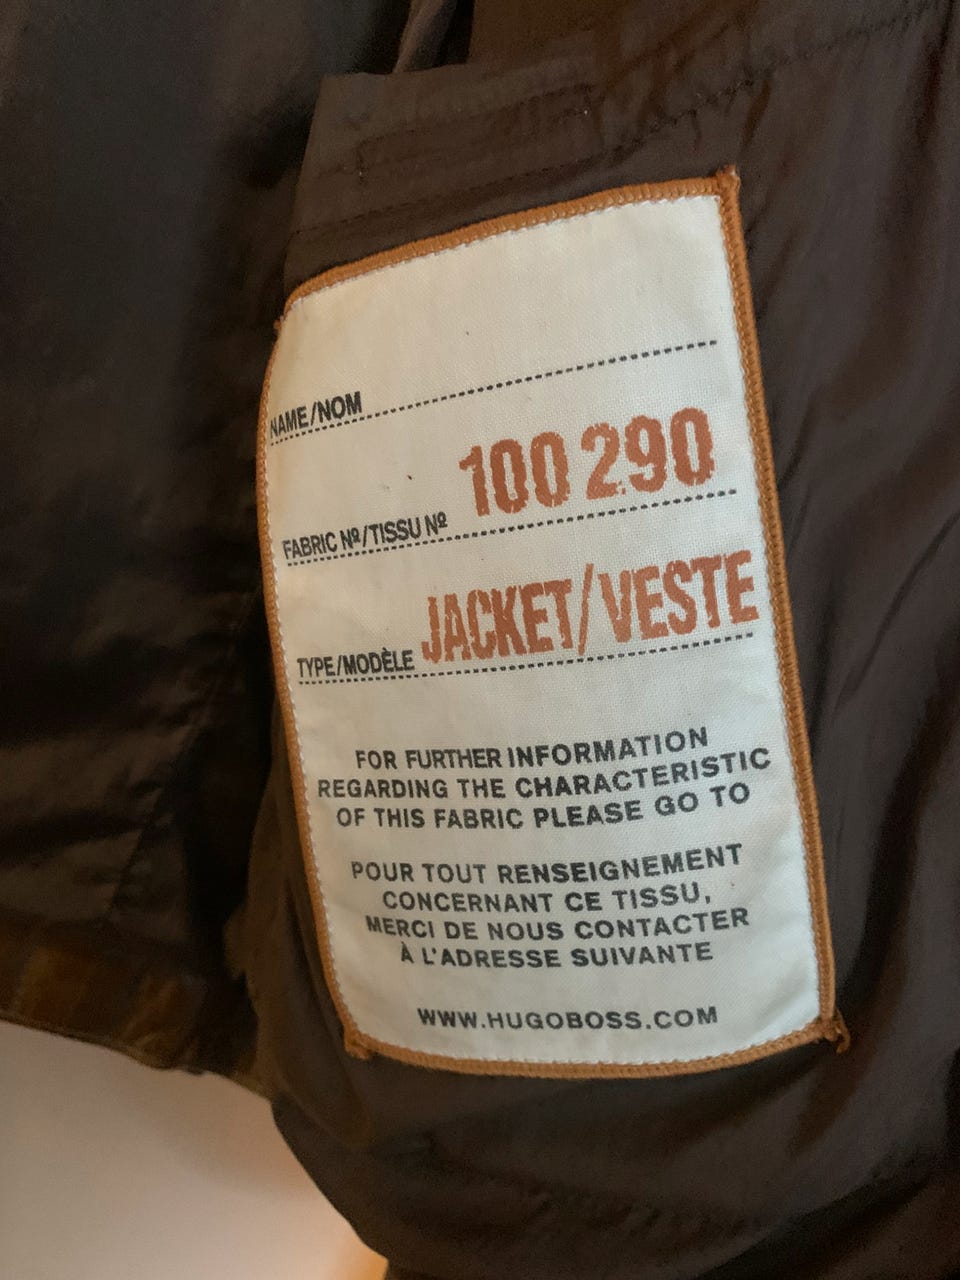 NAME/NOM
FABRIC Nº/TISSU Nº 100 290
TYPE/MODÈLE JACKET/VESTE
FOR FURTHER INFORMATION
REGARDING THE CHARACTERISTIC
OF THIS FABRIC PLEASE GO TO
POUR TOUT RENSEIGNEMENT
CONCERNANT CE TISSU,
MERCI DE NOUS CONTACTER
À L'ADRESSE SUIVANTE
WWW.HUGOBOSS.COM